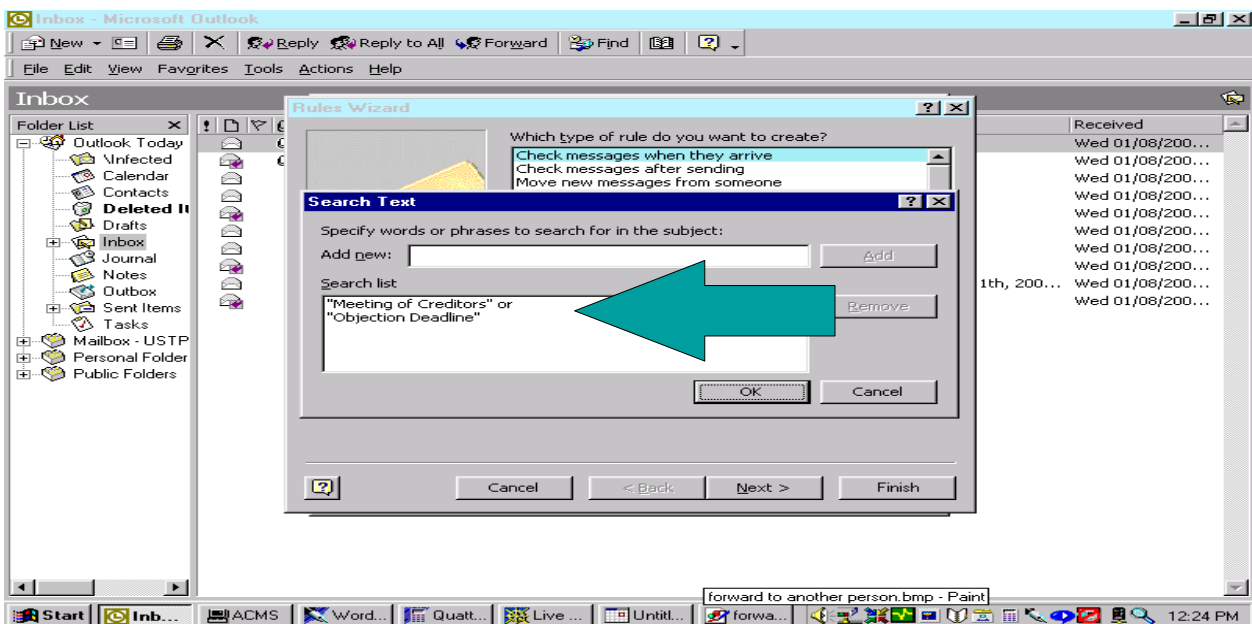 Inbox - Microsoft Outlook
New Reply Reply to All Forward Find
File Edit View Favorites Tools Actions Help
Inbox
Folder List
Received
Outlook Today
\Infected
Calendar
Contacts
Deleted It
Drafts
Inbox
Journal
Notes
Outbox
Sent Items
Tasks
Mailbox - USTP
Personal Folder
Public Folders
Rules Wizard
Which type of rule do you want to create?
Check messages when they arrive
Check messages after sending
Move new messages from someone
Search Text
Specify words or phrases to search for in the subject:
Add new: Add
Search list
"Meeting of Creditors" or
"Objection Deadline"
Remove
OK Cancel
Cancel < Back Next > Finish
Wed 01/08/200...
Wed 01/08/200...
Wed 01/08/200...
Wed 01/08/200...
Wed 01/08/200...
Wed 01/08/200...
Wed 01/08/200...
Wed 01/08/200...
1th, 200... Wed 01/08/200...
Wed 01/08/200...
forward to another person.bmp - Paint
Start Inb... ACMS Word... Quatt... Live ... Untitl... forwa... 12:24 PM